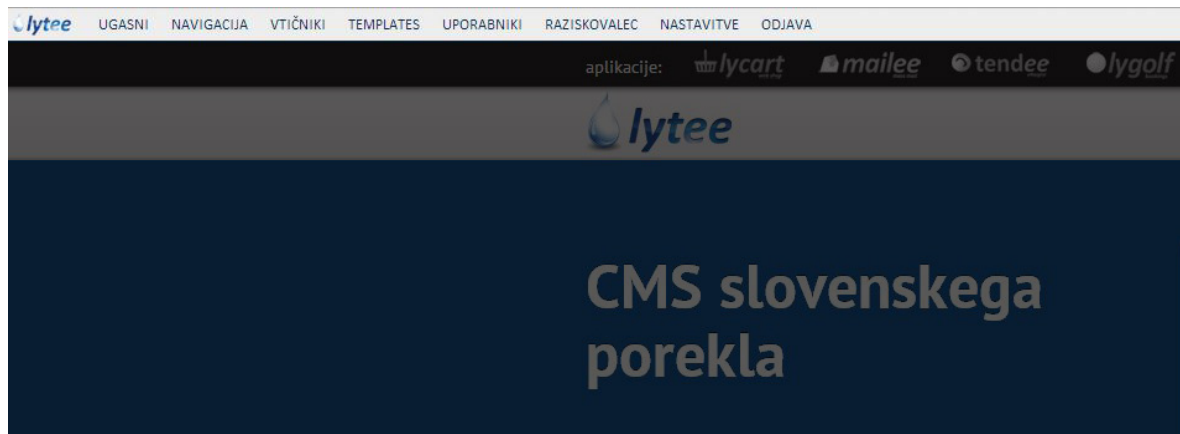 lytee UGASNI NAVIGACIJA VTIČNIKI TEMPLATES UPORABNIKI RAZISKOVALEC NASTAVITVE ODJAVA
aplikacije: lycart mailee tendee lygolf
lytee
CMS slovenskega
porekla